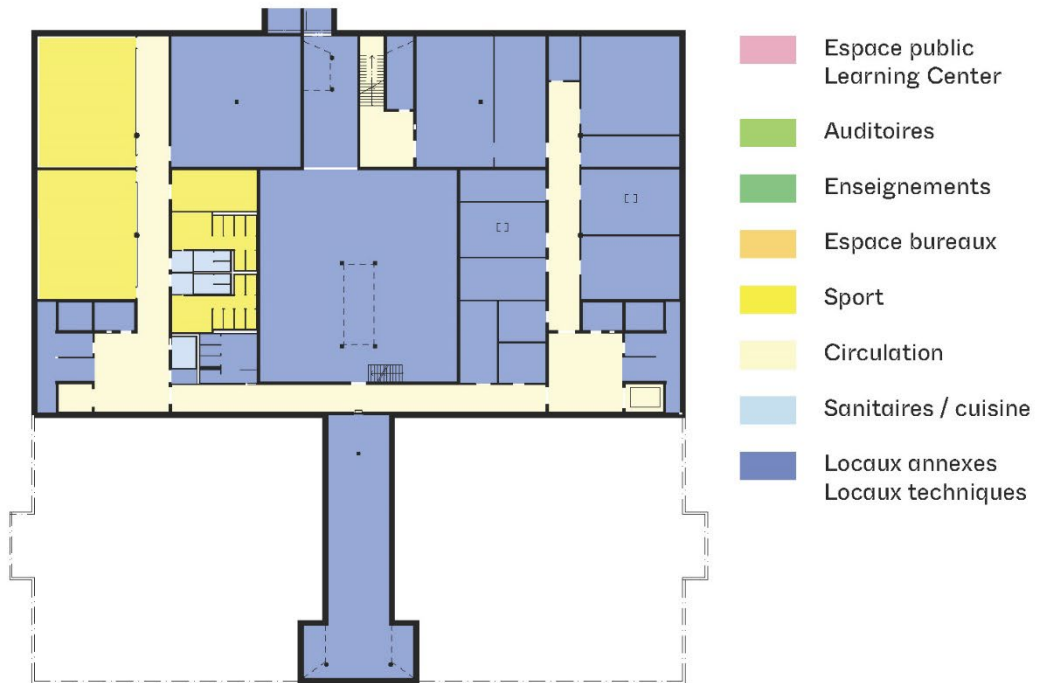 Espace public
Learning Center
Auditoires
Enseignements
Espace bureaux
Sport
Circulation
Sanitaires / cuisine
Locaux annexes
Locaux techniques